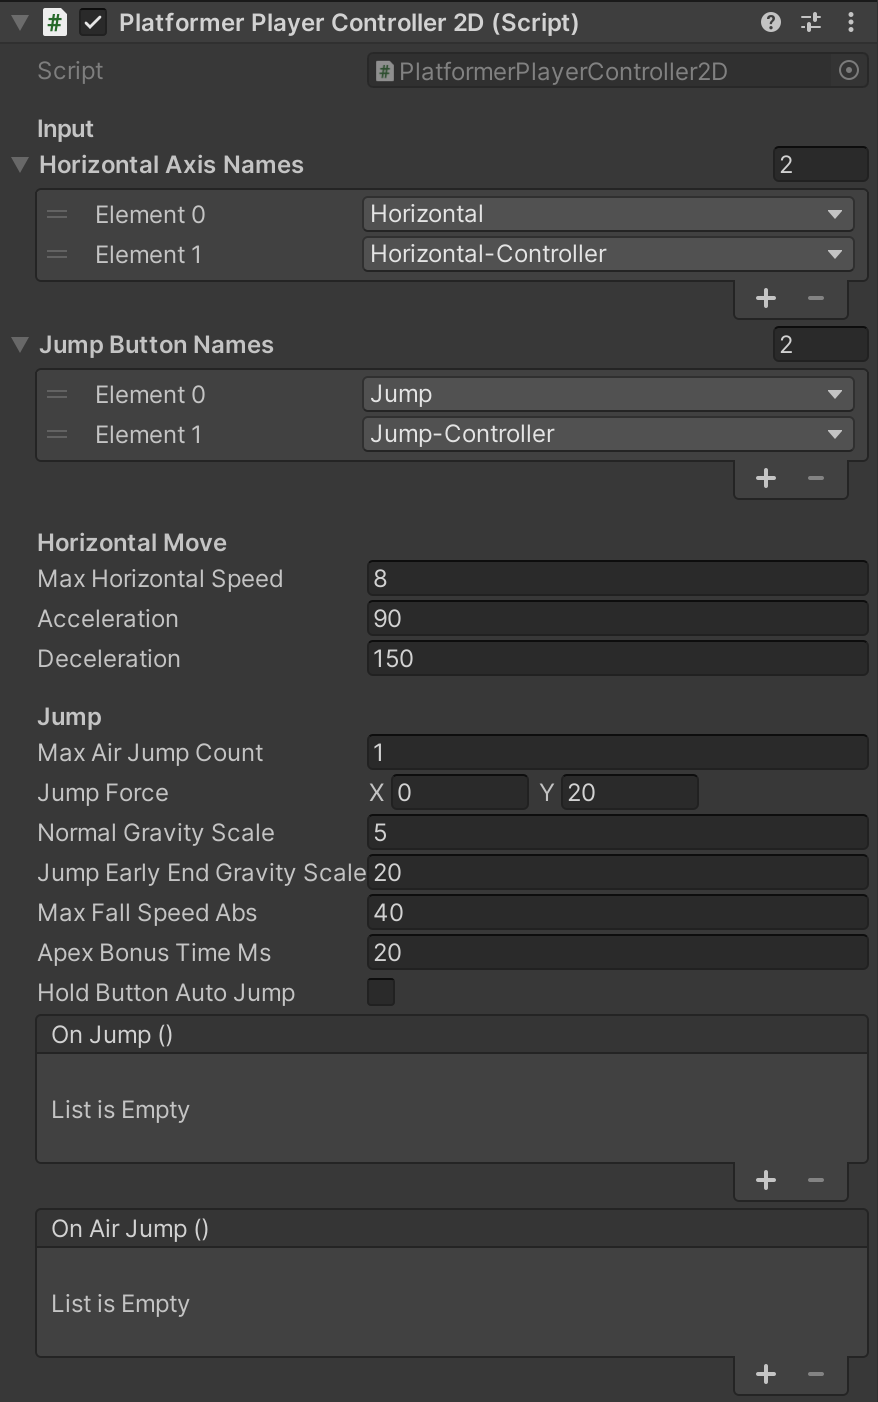 Platformer Player Controller 2D (Script)
Script # PlatformerPlayerController2D
Input
Horizontal Axis Names 2
Element 0 Horizontal
Element 1 Horizontal-Controller
Jump Button Names 2
Element 0 Jump
Element 1 Jump-Controller
Horizontal Move
Max Horizontal Speed 8
Acceleration 90
Deceleration 150
Jump
Max Air Jump Count 1
Jump Force X 0 Y 20
Normal Gravity Scale 5
Jump Early End Gravity Scale 20
Max Fall Speed Abs 40
Apex Bonus Time Ms 20
Hold Button Auto Jump
On Jump ()
List is Empty
On Air Jump ()
List is Empty